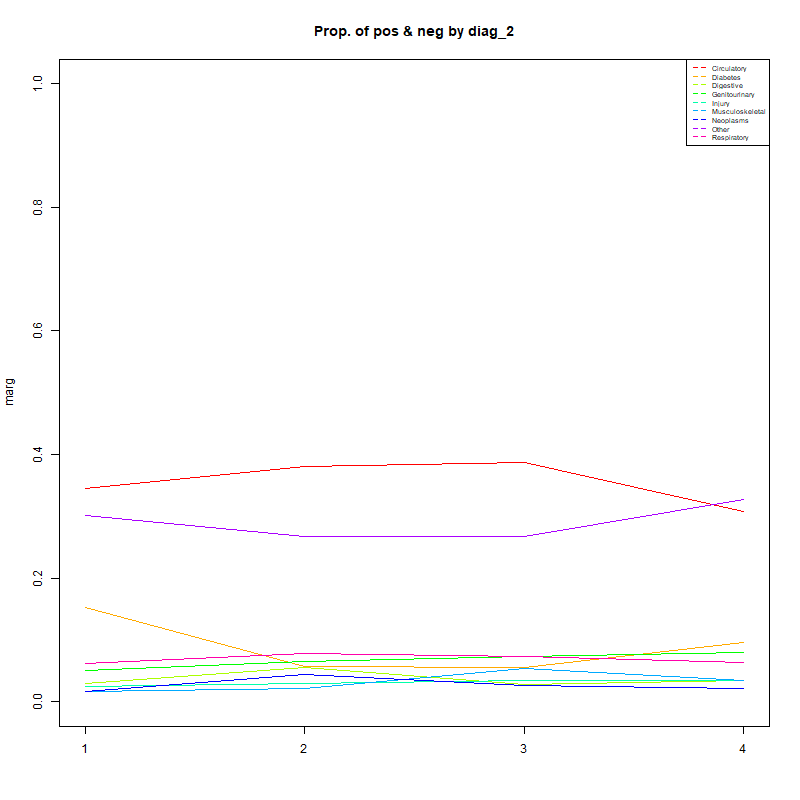 Prop. of pos & neg by diag_2
Circulatory
Diabetes
Digestive
Genitourinary
Injury
Musculoskeletal
Neoplasms
Other
Respiratory
1.0
0.8
0.6
0.4
0.2
0.0
marg
1 2 3 4